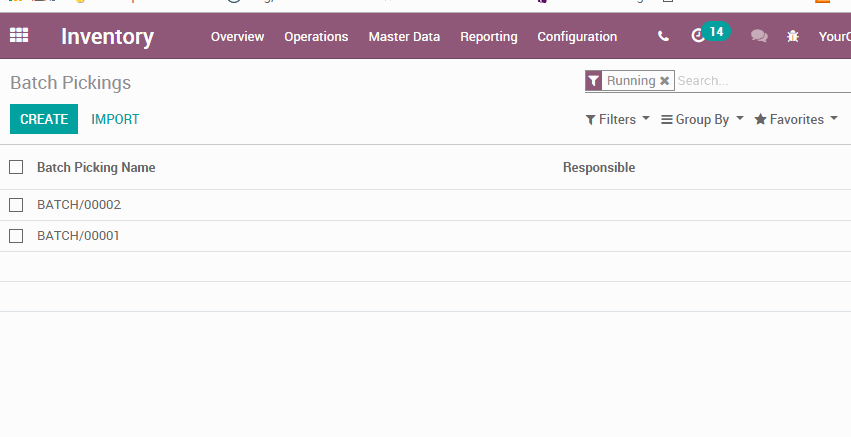 Inventory Overview Operations Master Data Reporting Configuration 14 YourC
Batch Pickings Running Search...
CREATE IMPORT Filters Group By Favorites
Batch Picking Name Responsible
BATCH/00002
BATCH/00001